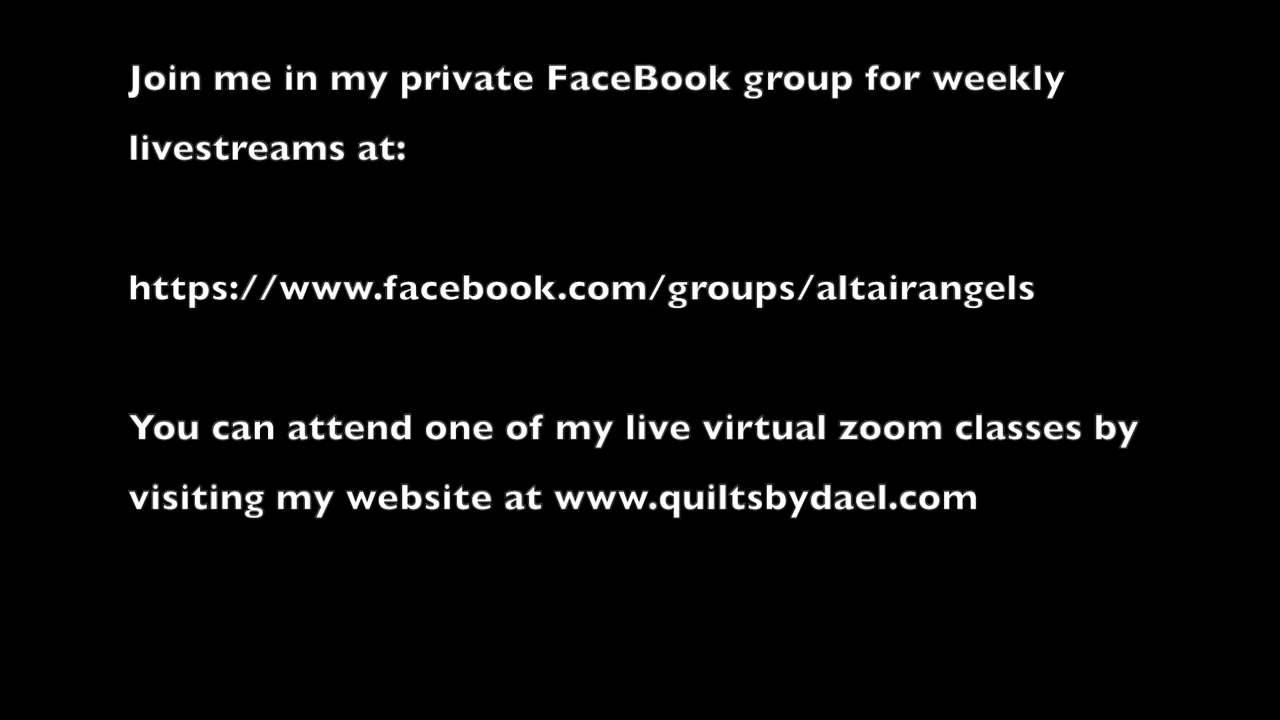 Join me in my private FaceBook group for weekly
livestreams at:
https://www.facebook.com/groups/altairangels
You can attend one of my live virtual zoom classes by
visiting my website at www.quiltsbydael.com